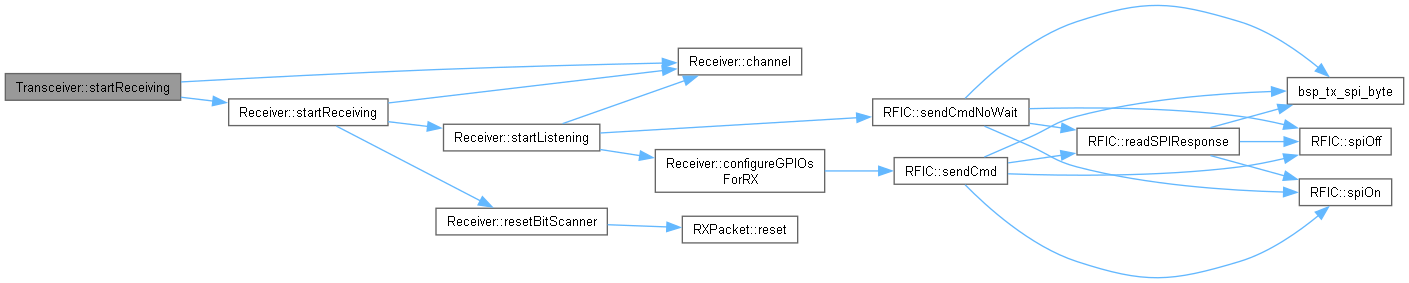 Transceiver::startReceiving
Receiver::startReceiving
Receiver::channel
Receiver::startListening
Receiver::configureGPIOs
ForRX
Receiver::resetBitScanner
RXPacket::reset
RFIC::sendCmdNoWait
RFIC::sendCmd
RFIC::readSPIResponse
bsp_tx_spi_byte
RFIC::spiOff
RFIC::spiOn